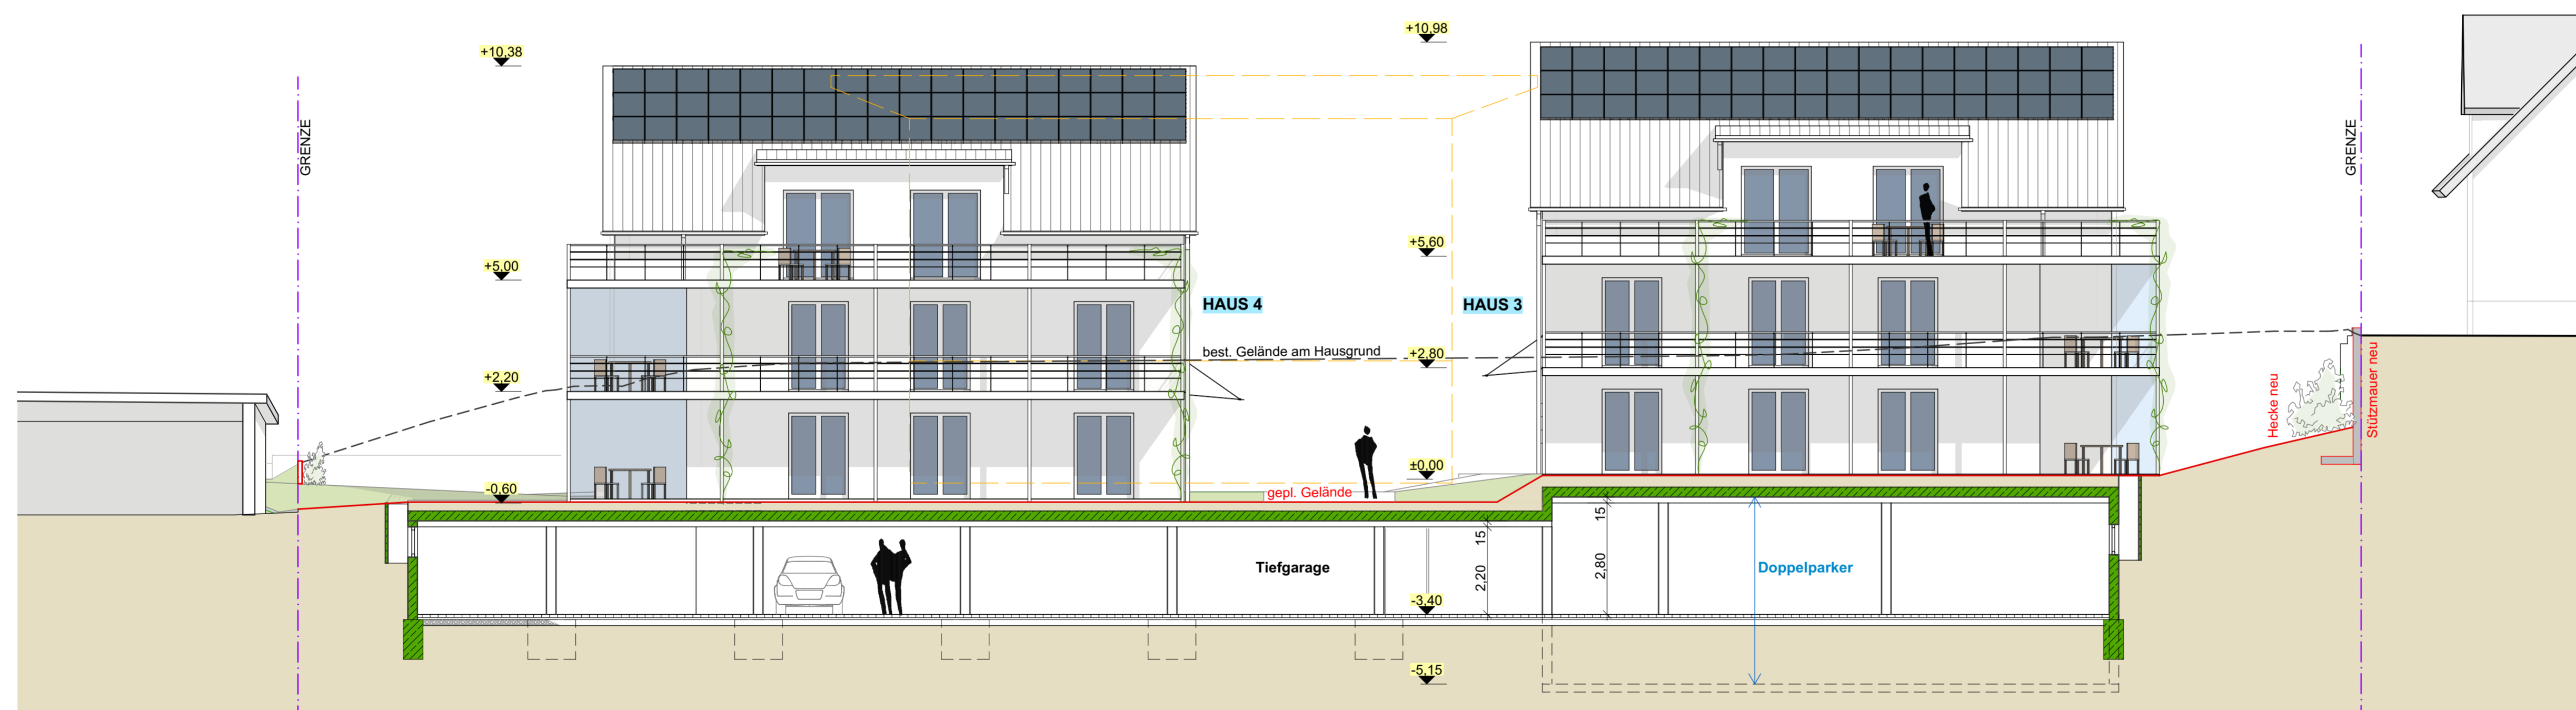 +10,38
+10,98
GRENZE
GRENZE
+5,00
+5,60
HAUS 4
HAUS 3
best. Gelände am Hausgrund
+2,80
+2,20
Hecke neu
Stützmauer neu
±0,00
-0,60
gepl. Gelände
15
15
2,20
2,80
Tiefgarage
Doppelparker
-3,40
-5,15